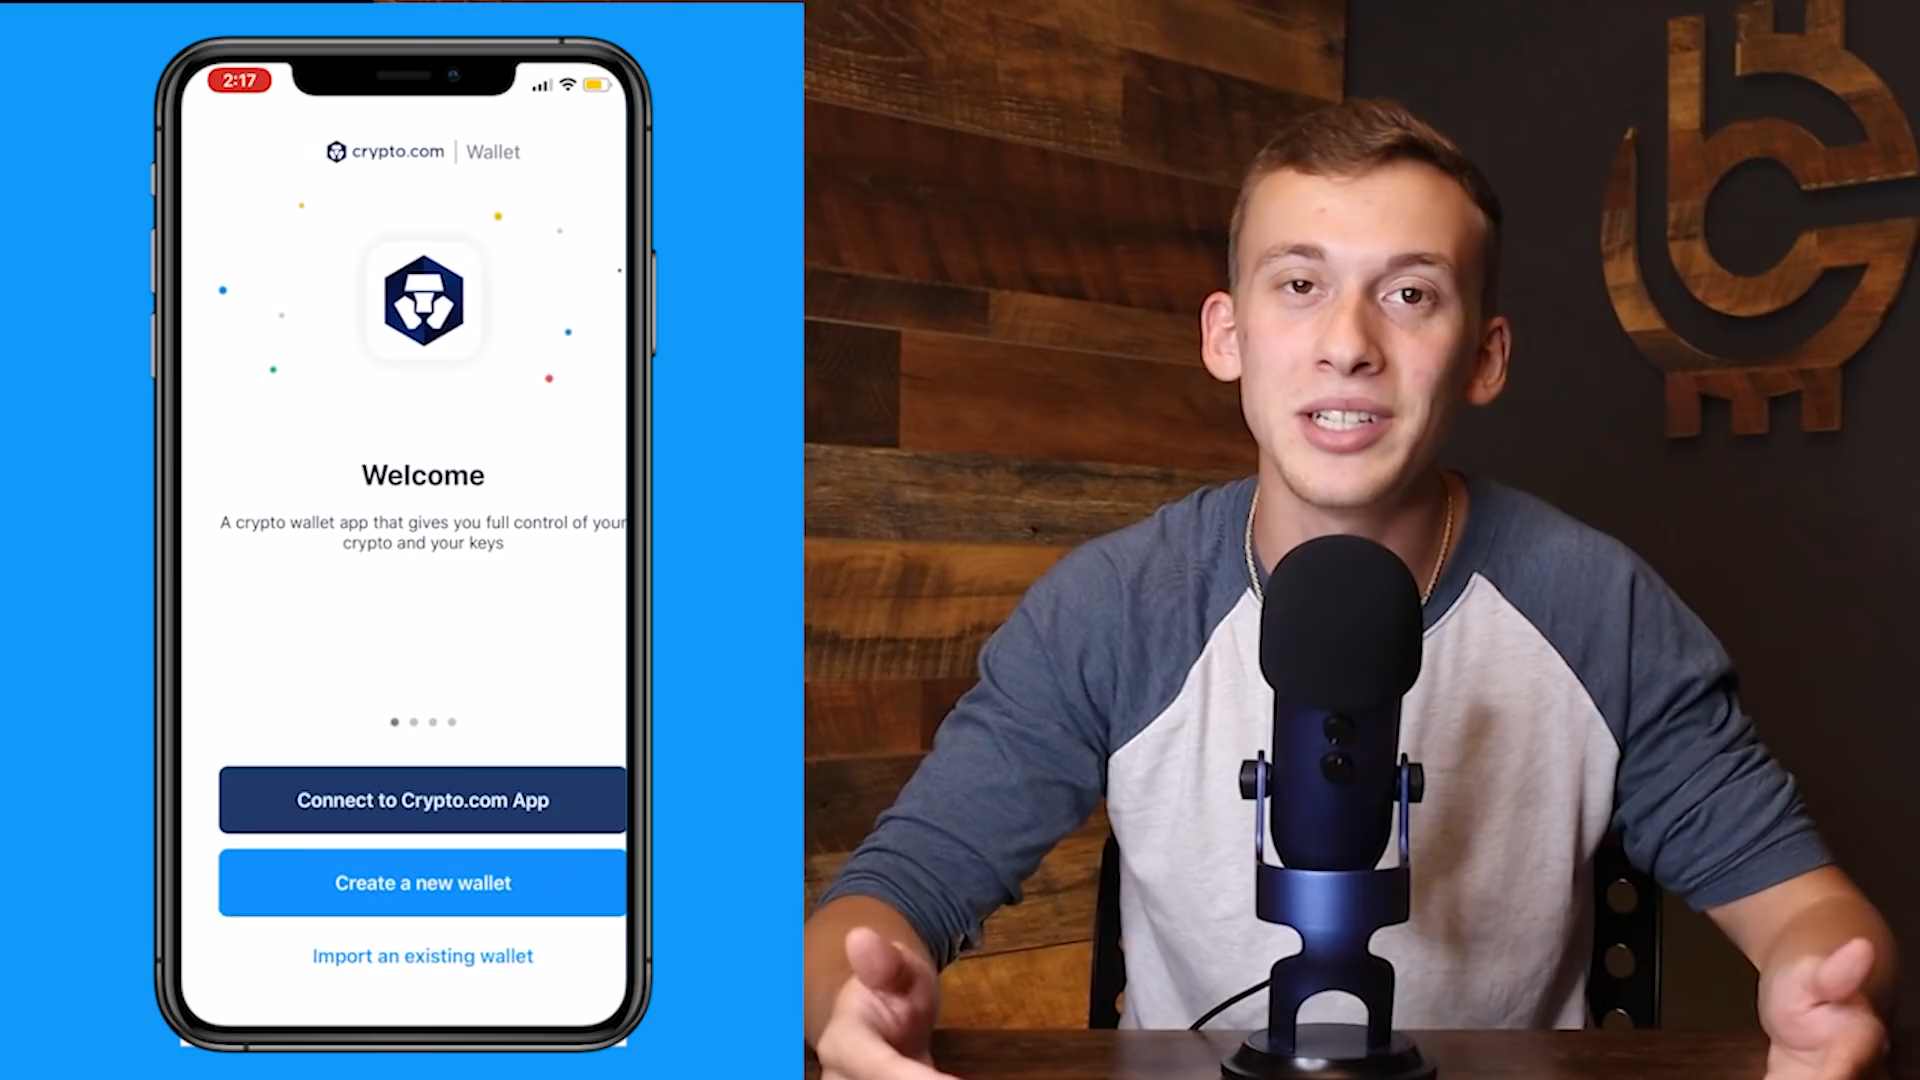 2:17
crypto.com | Wallet
Welcome
A crypto wallet app that gives you full control of your
crypto and your keys
Connect to Crypto.com App
Create a new wallet
Import an existing wallet